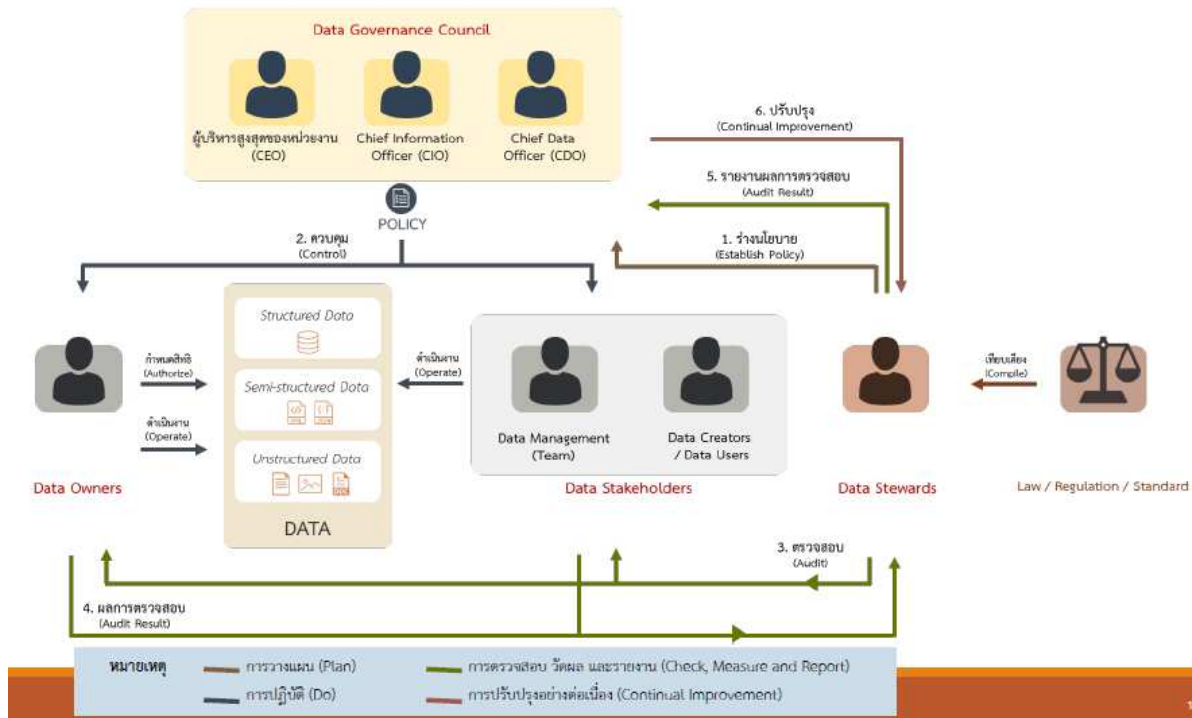 Data Governance Council
ผู้บริหารสูงสุดของหน่วยงาน
(CEO)
Chief Information
Officer (CIO)
Chief Data
Officer (CDO)
6. ปรับปรุง
(Continual Improvement)
5. รายงานผลการตรวจสอบ
(Audit Result)
POLICY
2. ควบคุม
(Control)
1. ร่างนโยบาย
(Establish Policy)
Structured Data
กำหนดสิทธิ
(Authorize)
Semi-structured Data
ดำเนินงาน
(Operate)
ดำเนินงาน
(Operate)
เทียบเคียง
(Compile)
Unstructured Data
DATA
Data Management
(Team)
Data Creators
/ Data Users
Data Owners
Data Stakeholders
Data Stewards
Law / Regulation / Standard
3. ตรวจสอบ
(Audit)
4. ผลการตรวจสอบ
(Audit Result)
หมายเหตุ
การวางแผน (Plan)
การตรวจสอบ วัดผล และรายงาน (Check, Measure and Report)
การปฏิบัติ (Do)
การปรับปรุงอย่างต่อเนื่อง (Continual Improvement)